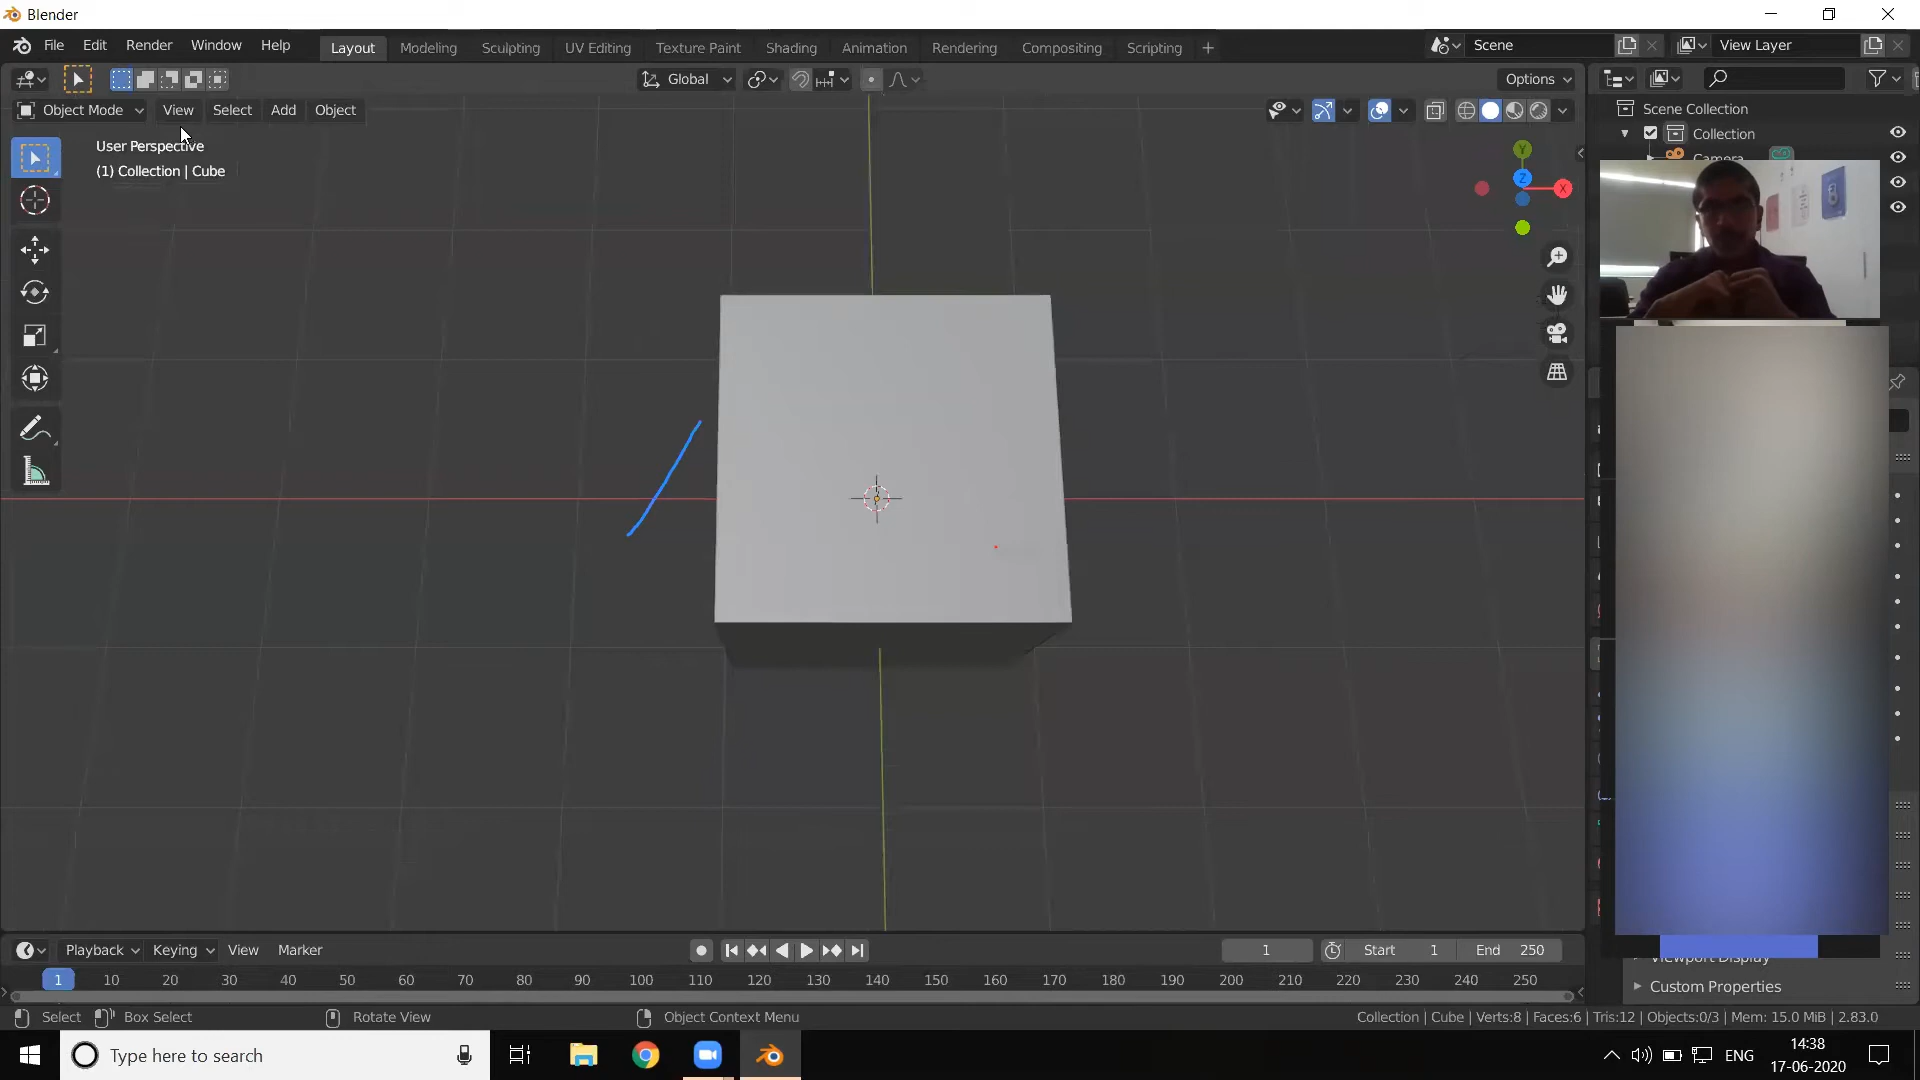 Blender
File Edit Render Window Help Layout Modeling Sculpting UV Editing Texture Paint Shading Animation Rendering Compositing Scripting + Scene View Layer
Global Options
Object Mode View Select Add Object
Scene Collection
Collection
Camera
User Perspective
(1) Collection | Cube
Y
Z
X
Playback Keying View Marker 1 Start 1 End 250
1 10 20 30 40 50 60 70 80 90 100 110 120 130 140 150 160 170 180 190 200 210 220 230 240 250
Viewport Display
Custom Properties
Select Box Select Rotate View Object Context Menu Collection | Cube | Verts:8 | Faces:6 | Tris:12 | Objects:0/3 | Mem: 15.0 MiB | 2.83.0
Type here to search
ENG
14:38
17-06-2020